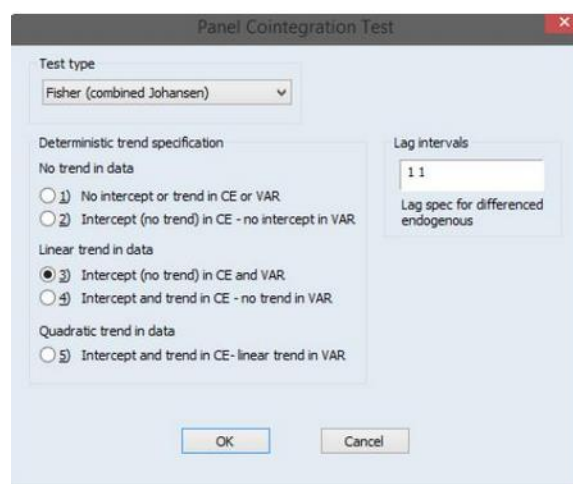 Panel Cointegration Test
Test type
Fisher (combined Johansen)
Deterministic trend specification
No trend in data
1) No intercept or trend in CE or VAR
2) Intercept (no trend) in CE - no intercept in VAR
Linear trend in data
3) Intercept (no trend) in CE and VAR
4) Intercept and trend in CE - no trend in VAR
Quadratic trend in data
5) Intercept and trend in CE- linear trend in VAR
Lag intervals
1 1
Lag spec for differenced
endogenous
OK
Cancel